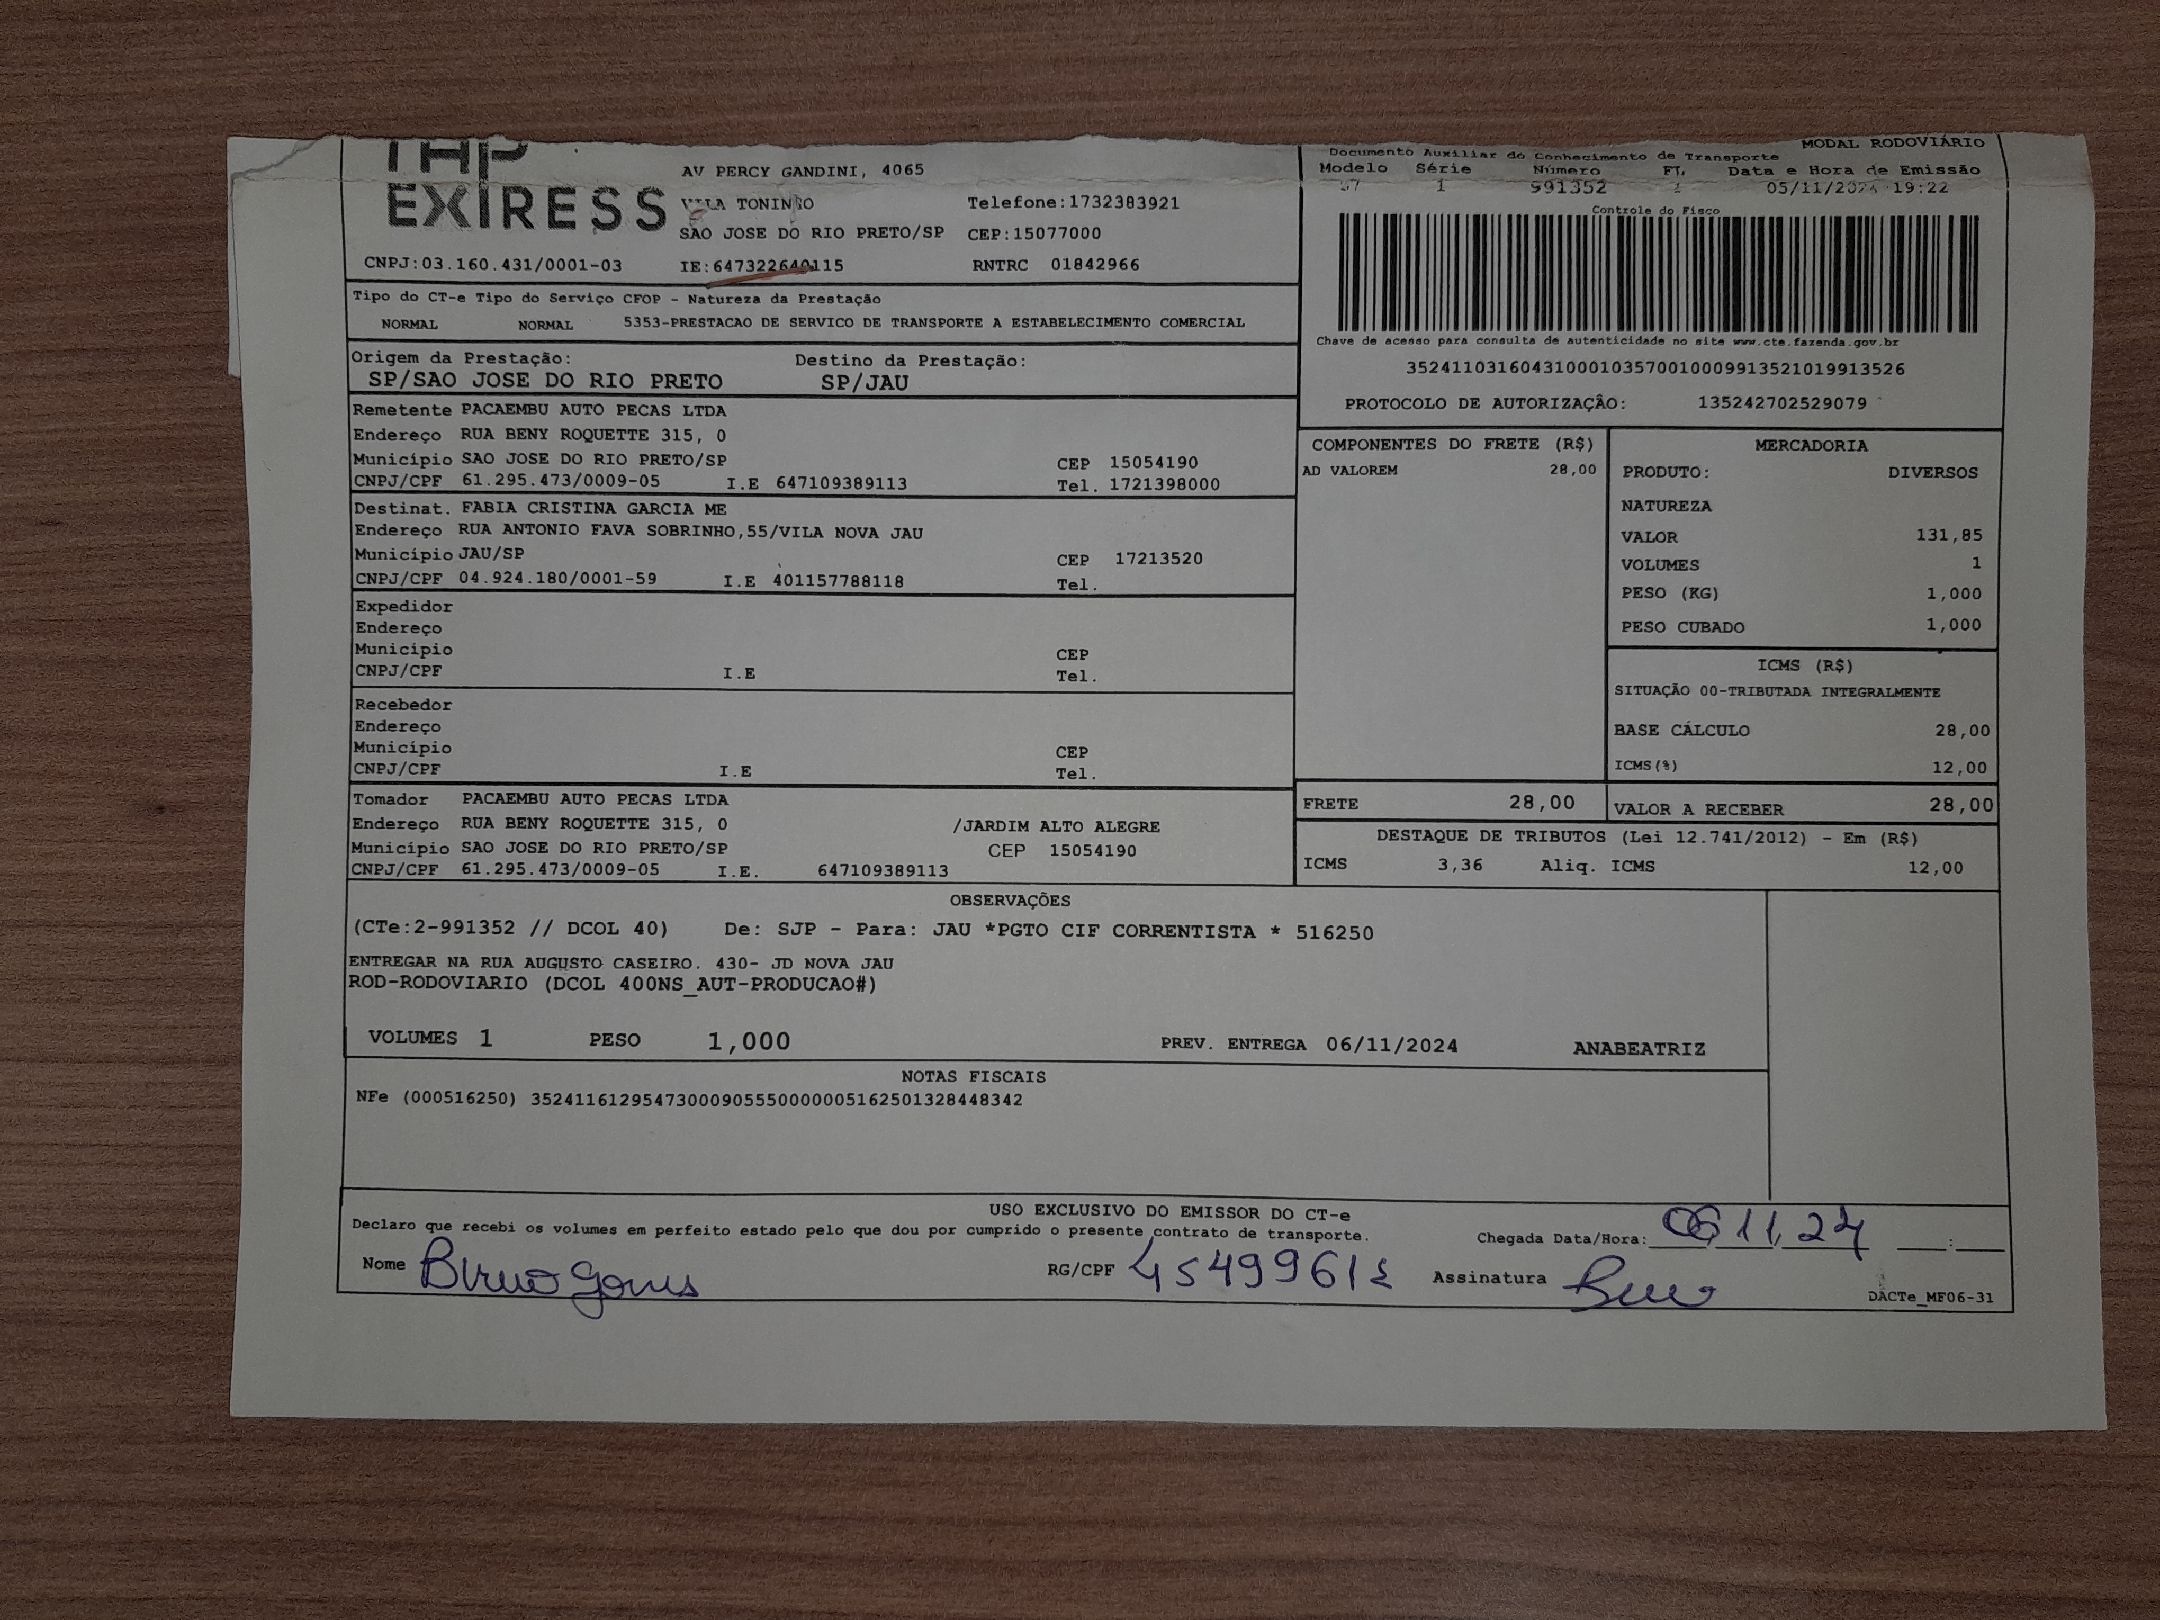 EXIRESS
AV PERCY GANDINI, 4065
VILA TONINHO Telefone:1732383921
SAO JOSE DO RIO PRETO/SP CEP:15077000
CNPJ:03.160.431/0001-03 IE:647322640115 RNTRC 01842966
MODAL RODOVIÁRIO
Documento Auxiliar do Conhecimento de Transporte
Modelo Série Número FL Data e Hora de Emissão
57 1 991352 1 05/11/2024 19:22
Controle do Fisco
Chave de acesso para consulta de autenticidade no site www.cte.fazenda.gov.br
35241103160431000103570010009913521019913526
PROTOCOLO DE AUTORIZAÇÃO: 135242702529079
Tipo do CT-e Tipo do Serviço CFOP - Natureza da Prestação
NORMAL NORMAL 5353-PRESTACAO DE SERVICO DE TRANSPORTE A ESTABELECIMENTO COMERCIAL
Origem da Prestação: Destino da Prestação:
SP/SAO JOSE DO RIO PRETO SP/JAU
Remetente PACAEMBU AUTO PECAS LTDA
Endereço RUA BENY ROQUETTE 315, 0
Município SAO JOSE DO RIO PRETO/SP CEP 15054190
CNPJ/CPF 61.295.473/0009-05 I.E 647109389113 Tel. 1721398000
Destinat. FABIA CRISTINA GARCIA ME
Endereço RUA ANTONIO FAVA SOBRINHO,55/VILA NOVA JAU
Município JAU/SP CEP 17213520
CNPJ/CPF 04.924.180/0001-59 I.E 401157788118 Tel.
Expedidor
Endereço
Município CEP
CNPJ/CPF I.E Tel.
Recebedor
Endereço
Município CEP
CNPJ/CPF I.E Tel.
Tomador PACAEMBU AUTO PECAS LTDA
Endereço RUA BENY ROQUETTE 315, 0 /JARDIM ALTO ALEGRE
Município SAO JOSE DO RIO PRETO/SP CEP 15054190
CNPJ/CPF 61.295.473/0009-05 I.E. 647109389113
COMPONENTES DO FRETE (R$)
AD VALOREM 28,00
MERCADORIA
PRODUTO: DIVERSOS
NATUREZA
VALOR 131,85
VOLUMES 1
PESO (KG) 1,000
PESO CUBADO 1,000
ICMS (R$)
SITUAÇÃO 00-TRIBUTADA INTEGRALMENTE
BASE CÁLCULO 28,00
ICMS(%) 12,00
FRETE 28,00 VALOR A RECEBER 28,00
DESTAQUE DE TRIBUTOS (Lei 12.741/2012) - Em (R$)
ICMS 3,36 Aliq. ICMS 12,00
OBSERVAÇÕES
(CTe:2-991352 // DCOL 40) De: SJP - Para: JAU *PGTO CIF CORRENTISTA * 516250
ENTREGAR NA RUA AUGUSTO CASEIRO. 430- JD NOVA JAU
ROD-RODOVIARIO (DCOL 400NS_AUT-PRODUCAO#)
VOLUMES 1 PESO 1,000 PREV. ENTREGA 06/11/2024 ANABEATRIZ
NOTAS FISCAIS
NFe (000516250) 35241161295473000905550000005162501328448342
USO EXCLUSIVO DO EMISSOR DO CT-e
Declaro que recebi os volumes em perfeito estado pelo que dou por cumprido o presente contrato de transporte. Chegada Data/Hora: 06 11 24 :
Nome Bruno Gomes RG/CPF Assinatura
DACTe_MF06-31